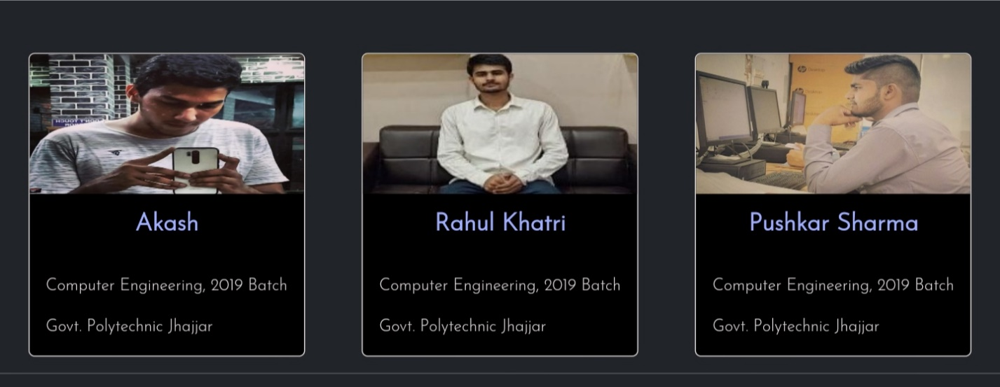 Akash
Computer Engineering, 2019 Batch
Govt. Polytechnic Jhajjar
Rahul Khatri
Computer Engineering, 2019 Batch
Govt. Polytechnic Jhajjar
hp
Pushkar Sharma
Computer Engineering, 2019 Batch
Govt. Polytechnic Jhajjar